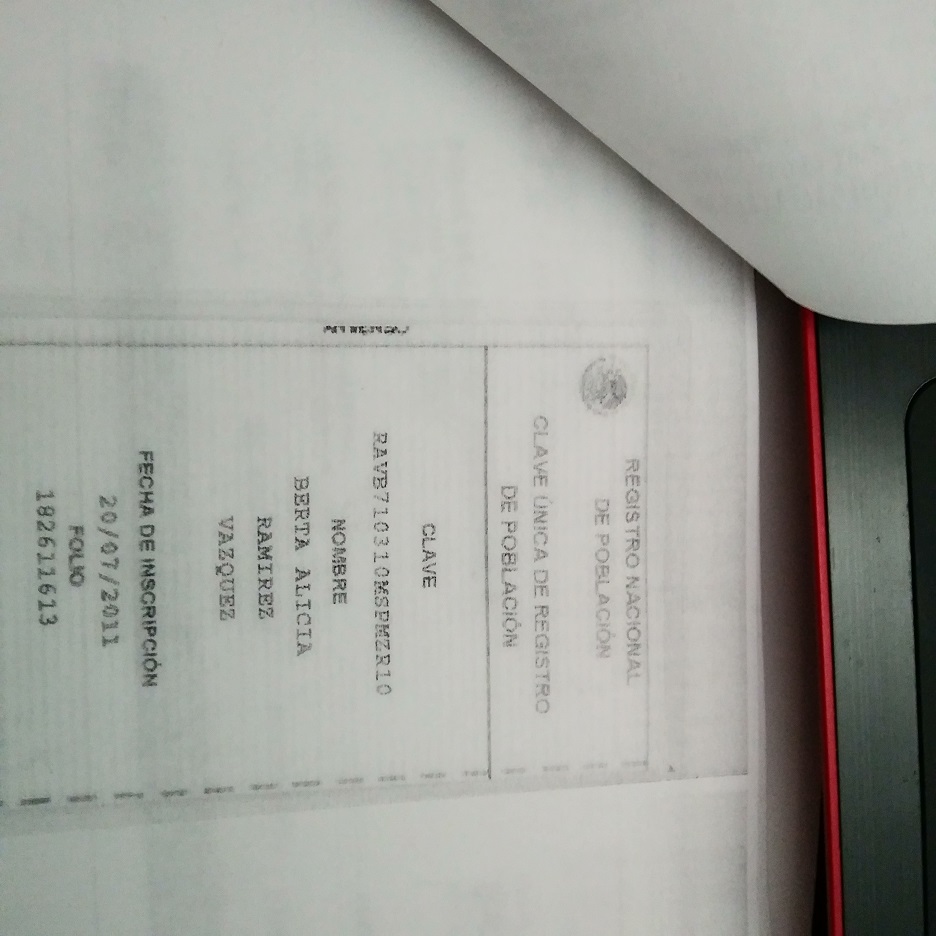 REGISTRO NACIONAL
DE POBLACIÓN
CLAVE ÚNICA DE REGISTRO
DE POBLACIÓN
CLAVE
RAVB710310MSPMZR10
NOMBRE
BERTA ALICIA
RAMIREZ
VAZQUEZ
FECHA DE INSCRIPCIÓN
20/07/2011
FOLIO
182611613